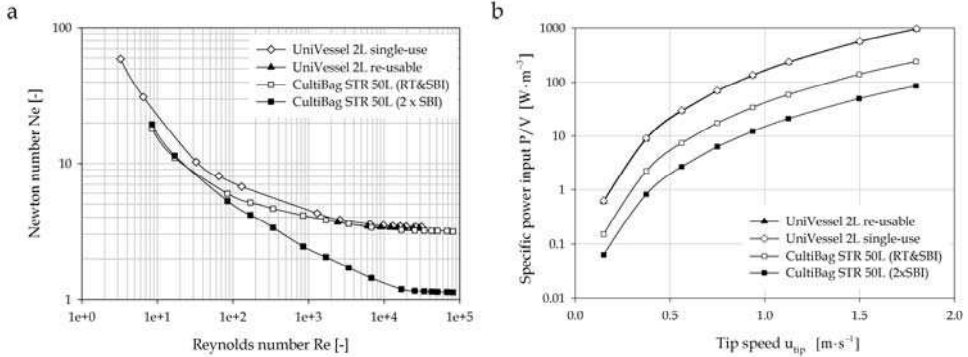 a
100
10
1
Newton number Ne [-]
UniVessel 2L single-use
UniVessel 2L re-usable
CultiBag STR 50L (RT&SBI)
CultiBag STR 50L (2 x SBI)
1e+0 1e+1 1e+2 1e+3 1e+4 1e+5
Reynolds number Re [-]
b
1000
100
10
1
0.1
0.01
Specific power input P/V [W·m⁻³]
UniVessel 2L re-usable
UniVessel 2L single-use
CultiBag STR 50L (RT&SBI)
CultiBag STR 50L (2xSBI)
0.0 0.5 1.0 1.5 2.0
Tip speed u_tip [m·s⁻¹]